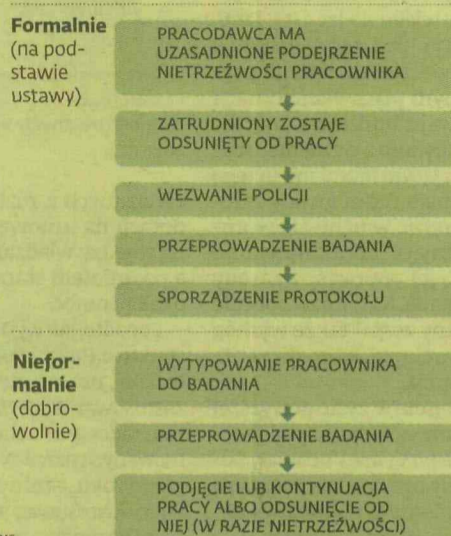 Formalnie
(na pod-
stawie
ustawy)
PRACODAWCA MA
UZASADNIONE PODEJRZENIE
NIETRZEŹWOŚCI PRACOWNIKA
ZATRUDNIONY ZOSTAJE
ODSUNIĘTY OD PRACY
WEZWANIE POLICJI
PRZEPROWADZENIE BADANIA
SPORZĄDZENIE PROTOKOŁU
Niefor-
malnie
(dobro-
wolnie)
WYTYPOWANIE PRACOWNIKA
DO BADANIA
PRZEPROWADZENIE BADANIA
PODJĘCIE LUB KONTYNUACJA
PRACY ALBO ODSUNIĘCIE OD
NIEJ (W RAZIE NIETRZEŹWOŚCI)